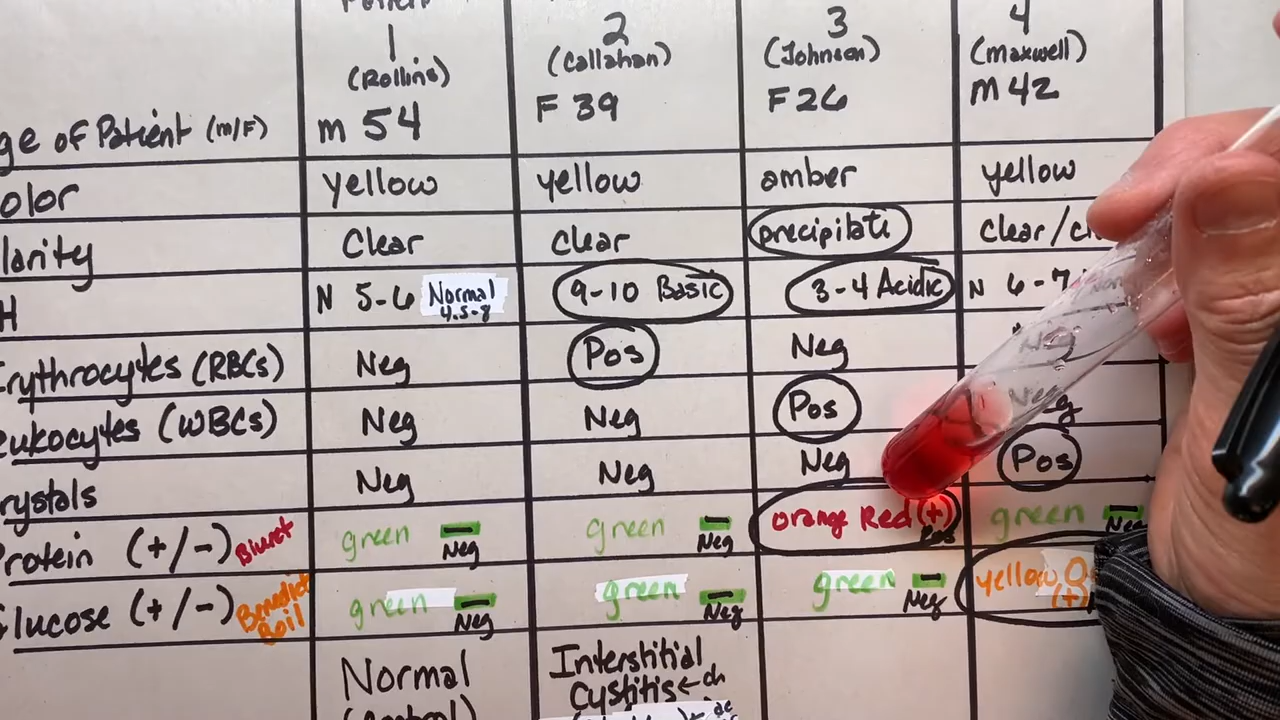 1 2 3 4
(Rollins) (Callahan) (Johnson) (maxwell)
ge of Patient (m/F) m 54 F 39 F 26 m 42
olor yellow yellow amber yellow
larity Clear clear precipitate clear/
H N 5-6 Normal 4.5-8 9-10 Basic 3-4 Acidic N 6-7
rythrocytes (RBCs) Neg Pos Neg
eukocytes (WBCs) Neg Neg Pos Neg
rystals Neg Neg Neg Pos
rotein (+/-) Biuret green - Neg green - Neg orange Red (+) Pos green - Neg
lucose (+/-) Benedict Boil green - Neg green - Neg green - Neg yellow (+)
Normal Interstitial
Cystitis ←